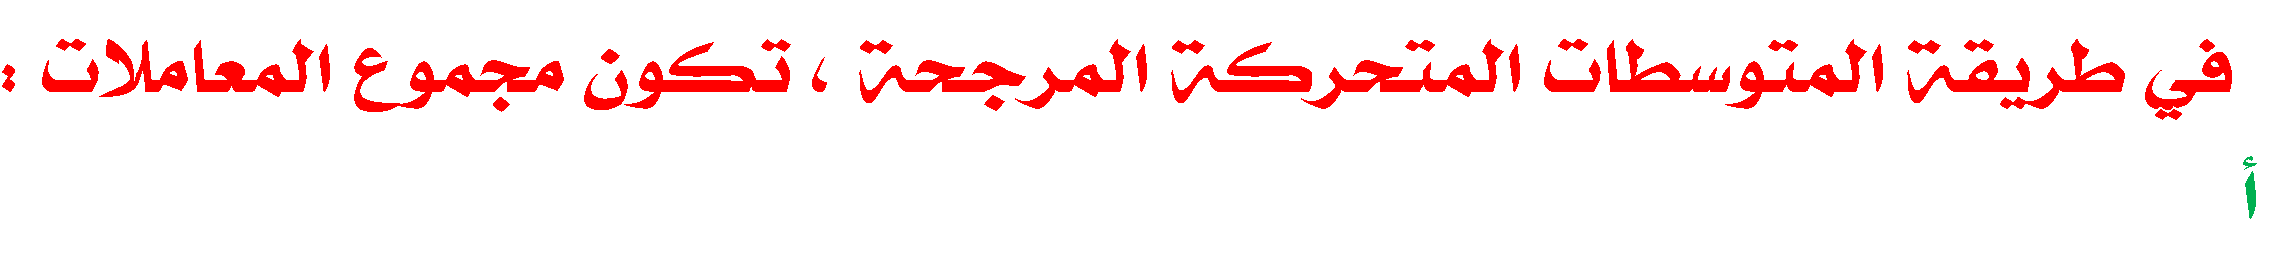 في طريقة المتوسطات المتحركة المرجحة ، تكون مجموع المعاملات :
أ